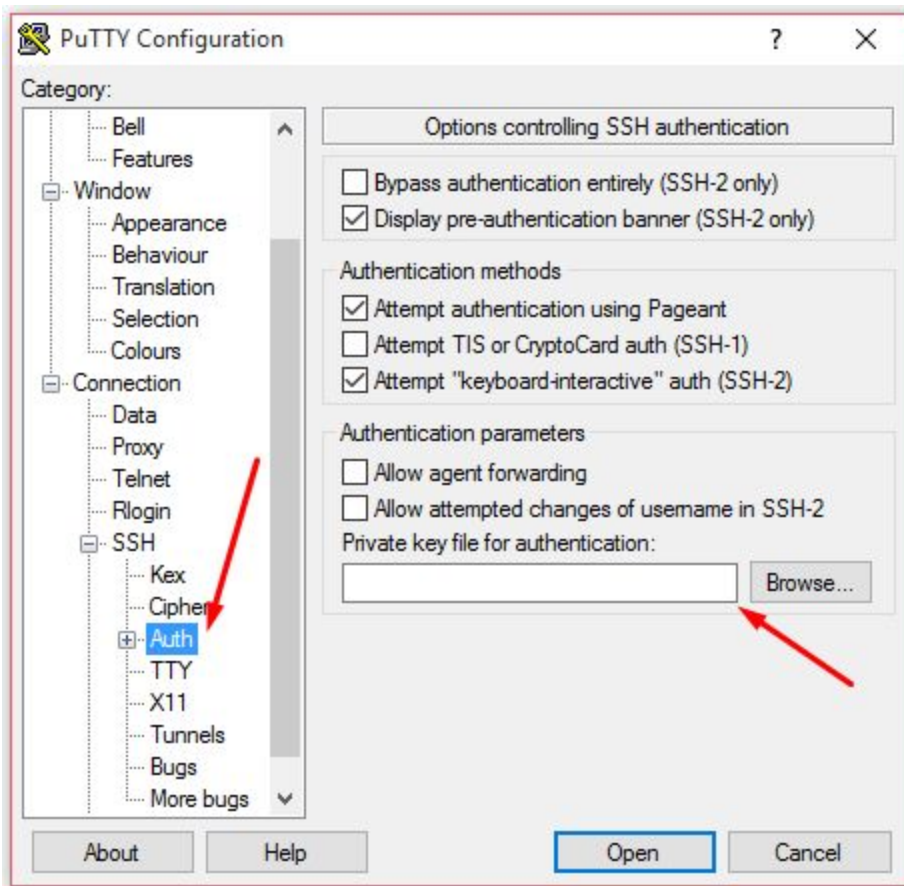 PuTTY Configuration
?
Category:
Bell
Features
Window
Appearance
Behaviour
Translation
Selection
Colours
Connection
Data
Proxy
Telnet
Rlogin
SSH
Kex
Cipher
Auth
TTY
X11
Tunnels
Bugs
More bugs
Options controlling SSH authentication
Bypass authentication entirely (SSH-2 only)
Display pre-authentication banner (SSH-2 only)
Authentication methods
Attempt authentication using Pageant
Attempt TIS or CryptoCard auth (SSH-1)
Attempt "keyboard-interactive" auth (SSH-2)
Authentication parameters
Allow agent forwarding
Allow attempted changes of username in SSH-2
Private key file for authentication:
Browse...
About
Help
Open
Cancel